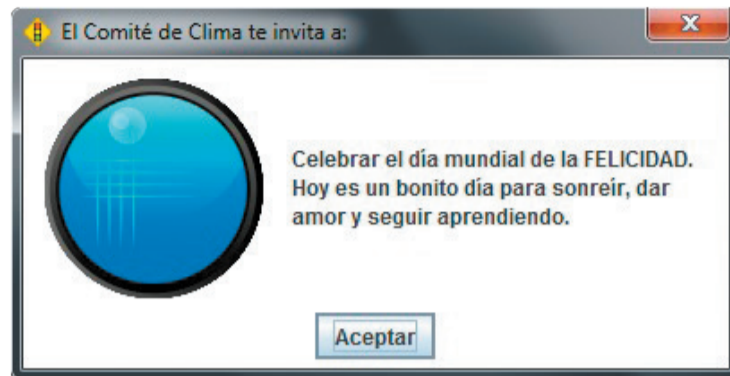 El Comité de Clima te invita a:
Celebrar el día mundial de la FELICIDAD.
Hoy es un bonito día para sonreír, dar
amor y seguir aprendiendo.
Aceptar